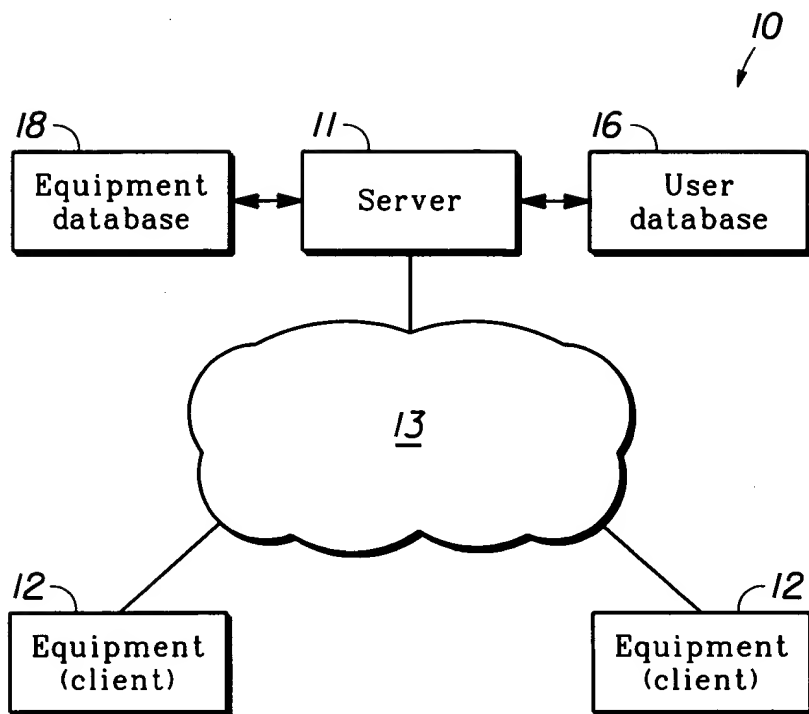 10
18
11
16
Equipment
database
Server
User
database
13
12
12
Equipment
(client)
Equipment
(client)